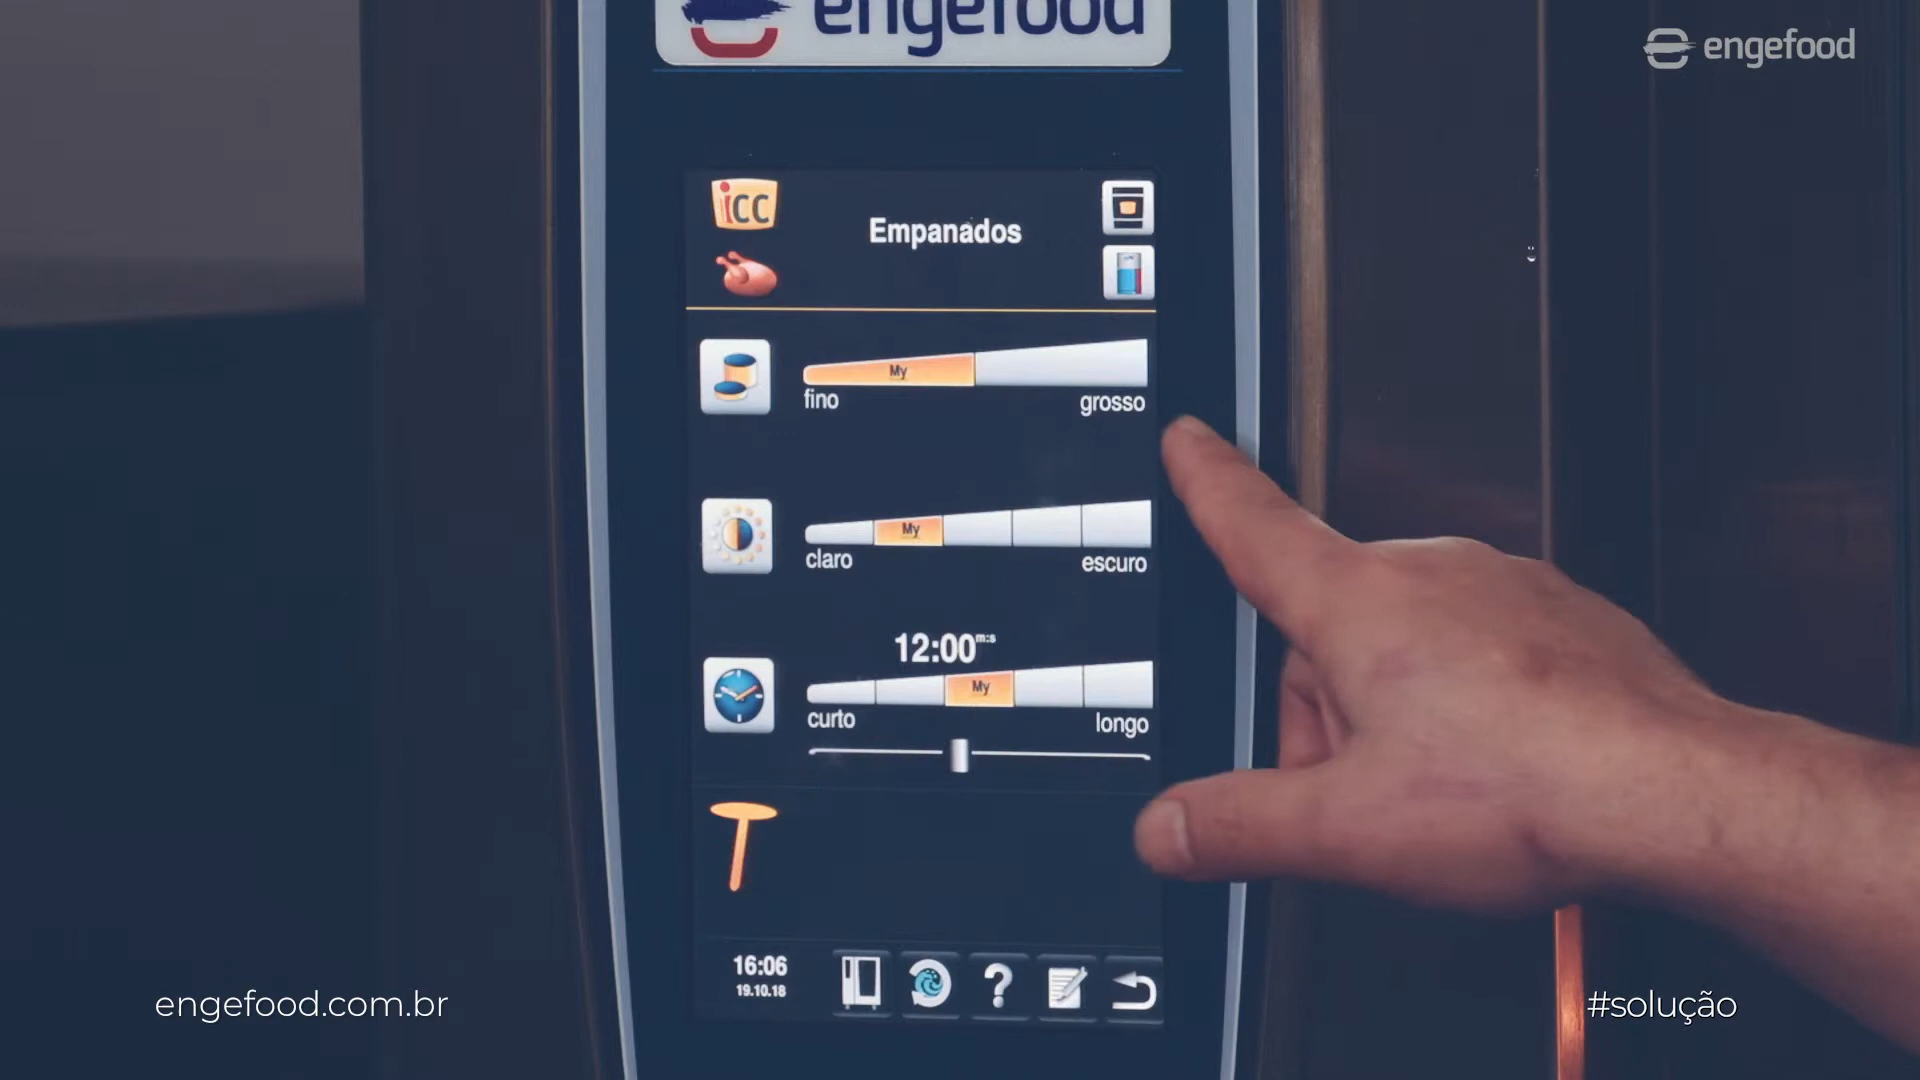 engefood
engefood
icc
Empanados
My
fino
grosso
My
claro
escuro
12:00 m:s
My
curto
longo
16:06
19.10.18
?
engefood.com.br
#solução